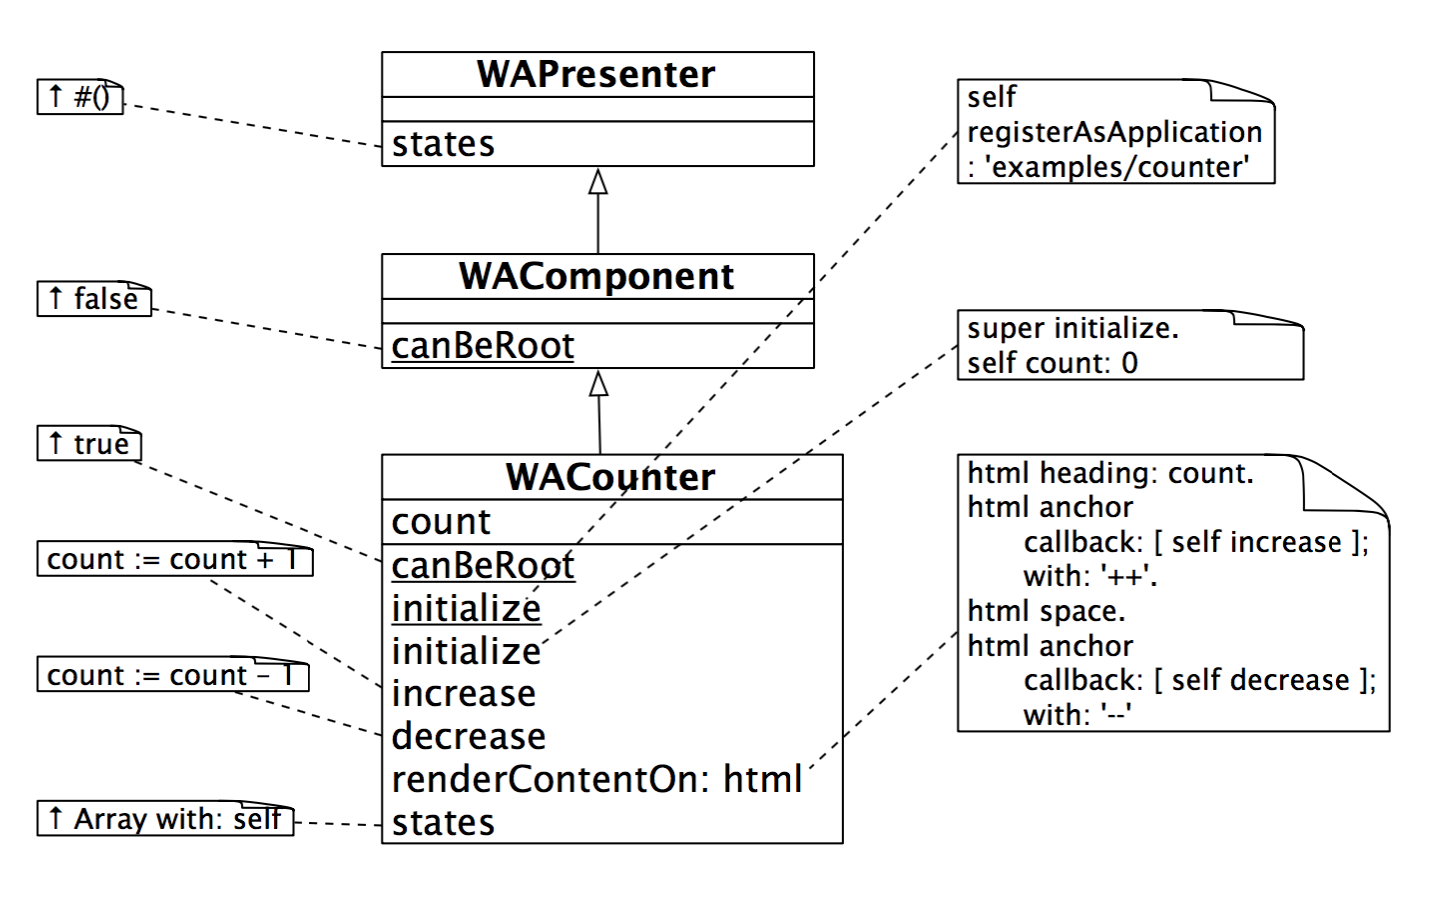 WAPresenter
states
↑ #()
self
registerAsApplication
: 'examples/counter'
WAComponent
canBeRoot
↑ false
super initialize.
self count: 0
↑ true
WACounter
count
canBeRoot
initialize
initialize
increase
decrease
renderContentOn: html
states
count := count + 1
count := count - 1
↑ Array with: self
html heading: count.
html anchor
callback: [ self increase ];
with: '++'.
html space.
html anchor
callback: [ self decrease ];
with: '--'